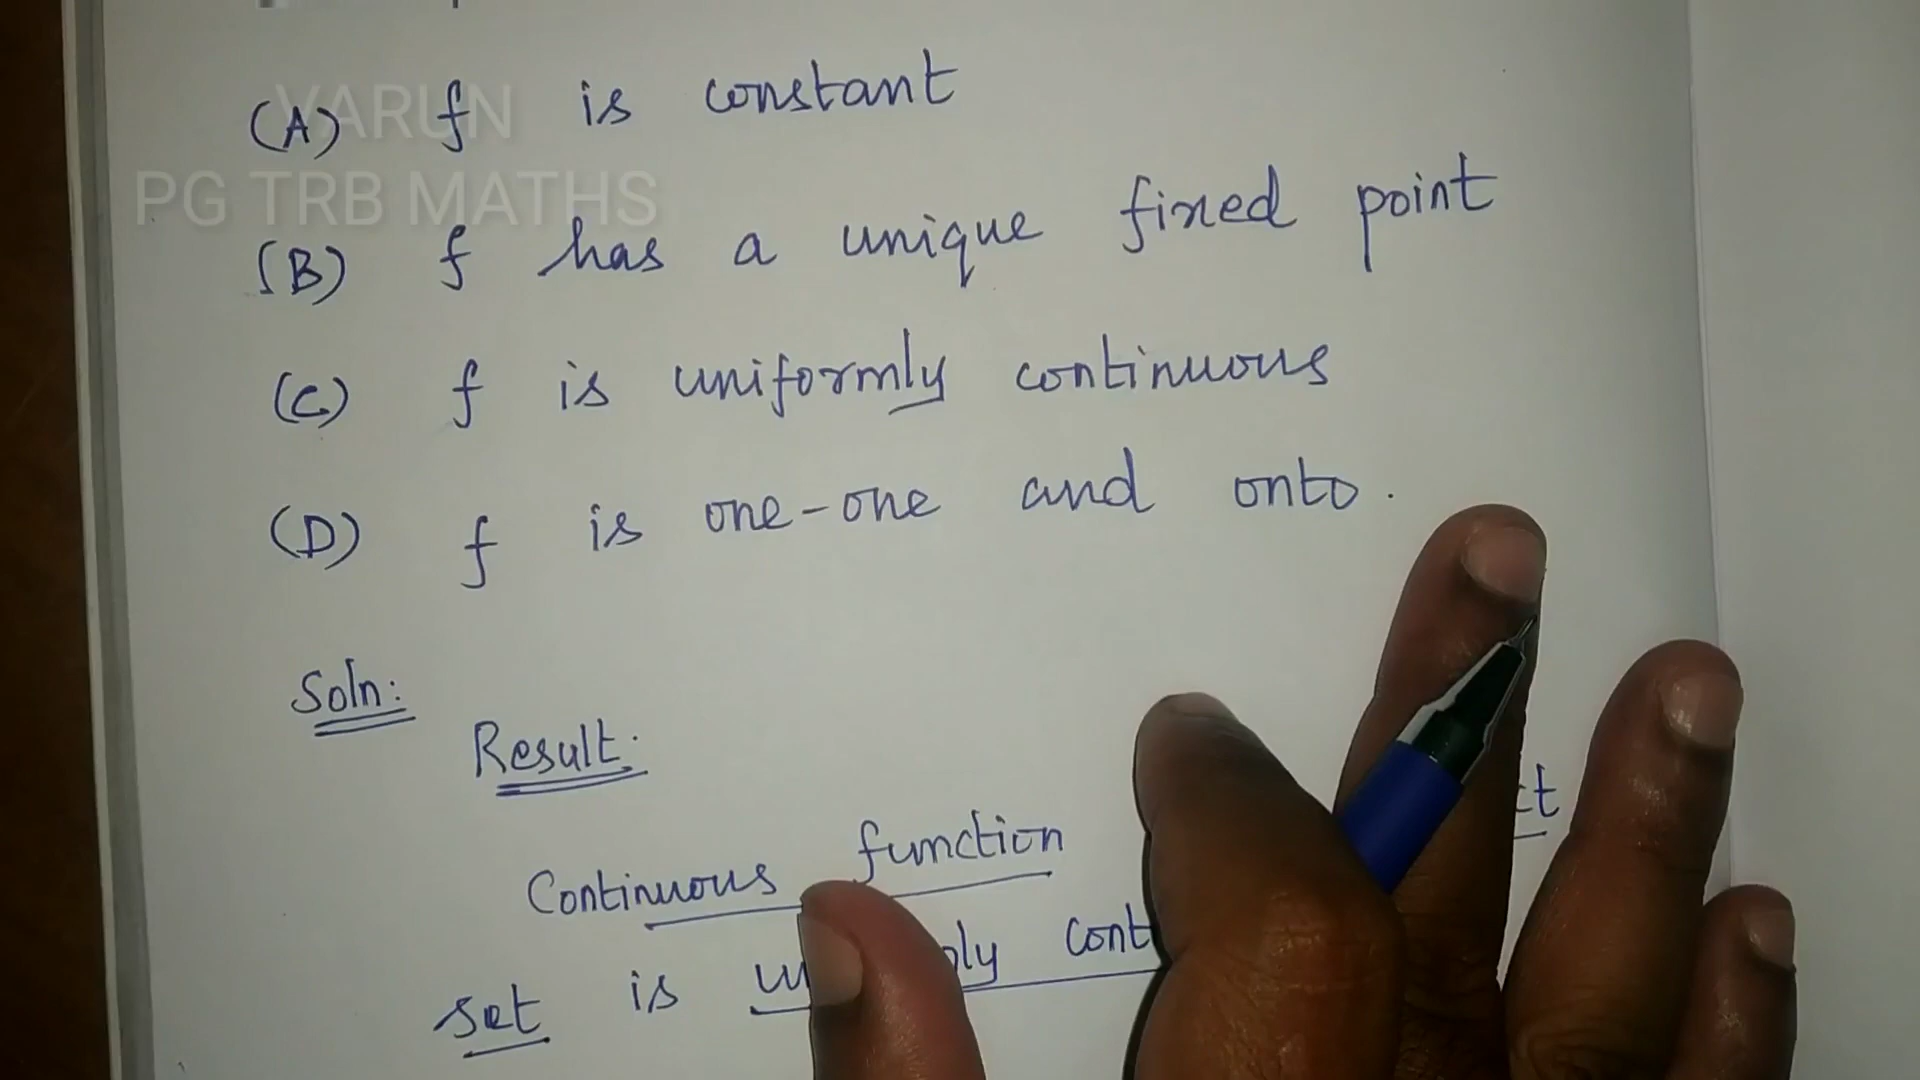 VARUN
PG TRB MATHS
(A) f is constant
(B) f has a unique fixed point
(C) f is uniformly continuous
(D) f is one-one and onto.
Soln:
Result:
Continuous function
set is